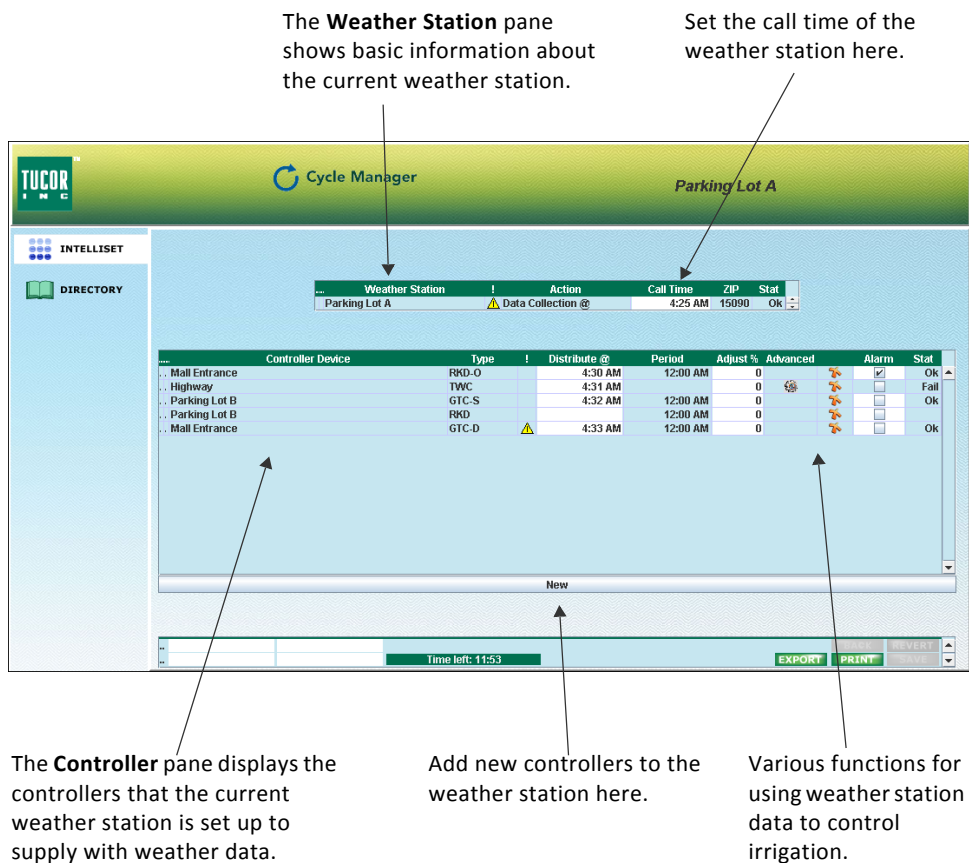 The Weather Station pane
shows basic information about
the current weather station.
Set the call time of the
weather station here.
TUCOR
INC
™
Cycle Manager
Parking Lot A
INTELLISET
DIRECTORY
.... Weather Station ! Action Call Time ZIP Stat
Parking Lot A Data Collection @ 4:25 AM 15090 Ok
..... Controller Device Type ! Distribute @ Period Adjust % Advanced Alarm Stat
. . Mall Entrance RKD-O 4:30 AM 12:00 AM 0 Ok
. . Highway TWC 4:31 AM 0 Fail
. . Parking Lot B GTC-S 4:32 AM 12:00 AM 0 Ok
. . Parking Lot B RKD 12:00 AM 0
. . Mall Entrance GTC-D 4:33 AM 12:00 AM 0 Ok
New
..
BACK REVERT
..
Time left: 11:53
EXPORT PRINT SAVE
The Controller pane displays the
controllers that the current
weather station is set up to
supply with weather data.
Add new controllers to the
weather station here.
Various functions for
using weather station
data to control
irrigation.